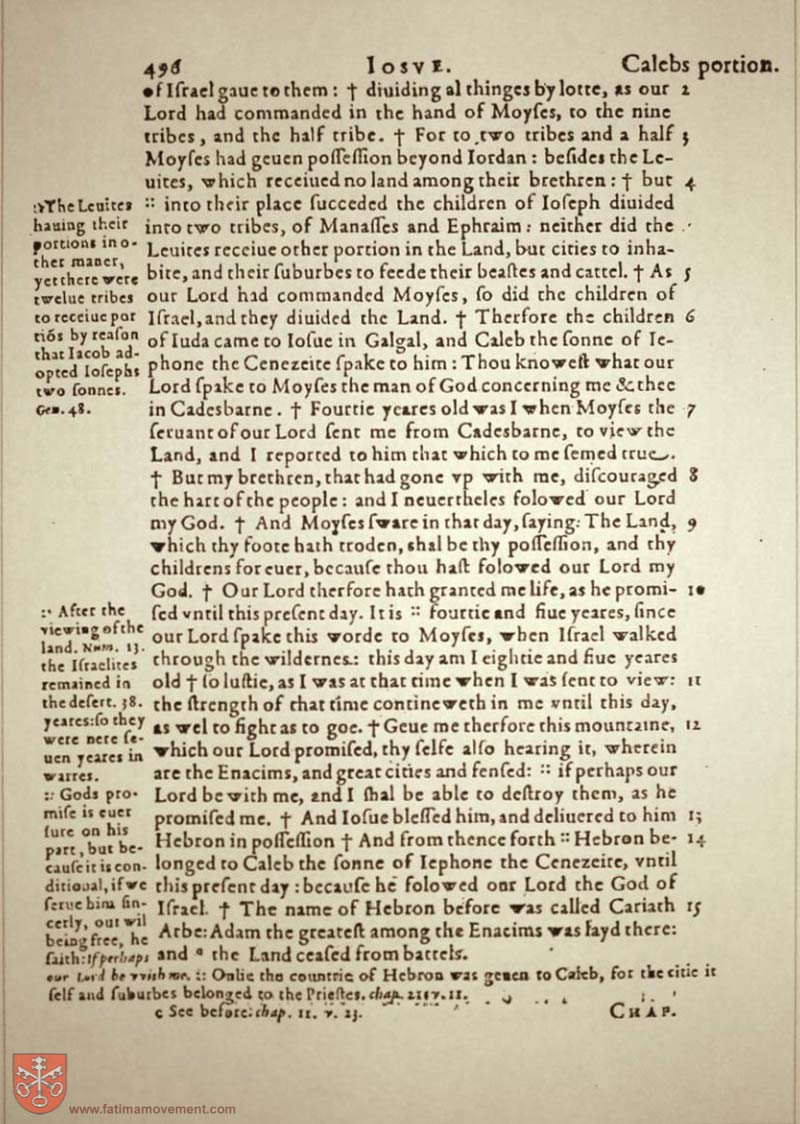 496 IOSVE. Calebs portion.
of Iſrael gaue to them : † diuiding al thinges by lotte, as our 2
Lord had commanded in the hand of Moyſes, to the nine
tribes, and the half tribe. † For to two tribes and a half 3
Moyſes had geuen poſſeſſion beyond Iordan : beſides the Le-
uites, which receiued no land among their brethren : † but 4
:: into their place ſucceded the children of Ioſeph diuided
into two tribes, of Manaſſes and Ephraim : neither did the
Leuites receiue other portion in the Land, but cities to inha-
bite, and their ſuburbes to feede their beaſtes and cattel. † As 5
our Lord had commanded Moyſes, ſo did the children of
Iſrael, and they diuided the Land. † Therfore the children 6
of Iuda came to Ioſue in Galgal, and Caleb the ſonne of Ie-
phone the Cenezeite ſpake to him : Thou knoweſt what our
Lord ſpake to Moyſes the man of God concerning me & thee
in Cadesbarne. † Fourtie yeares old was I when Moyſes the 7
ſeruant of our Lord ſent me from Cadesbarne, to view the
Land, and I reported to him that which to me ſemed true.
† But my brethren, that had gone vp with me, diſcouraged 8
the hart of the people : and I neuertheles folowed our Lord
my God. † And Moyſes ſware in that day, ſaying: The Land, 9
which thy foote hath troden, shal be thy poſſeſſion, and thy
childrens for euer, becauſe thou haſt folowed our Lord my
God. † Our Lord therfore hath granted me life, as he promi- 10
ſed vntil this preſent day. It is :: fourtie and fiue yeares, ſince
our Lord ſpake this worde to Moyſes, when Iſrael walked
through the wildernes : this day am I eightie and fiue yeares
old † ſo luſtie, as I was at that time when I was ſent to view: 11
the ſtrength of that time contineweth in me vntil this day,
as wel to fight as to goe. † Geue me therfore this mountaine, 12
which our Lord promiſed, thy ſelfe alſo hearing it, wherein
are the Enacims, and great cities and fenſed: :: if perhaps our
Lord be with me, and I ſhal be able to deſtroy them, as he
promiſed me. † And Ioſue bleſſed him, and deliuered to him 13
Hebron in poſſeſſion † And from thence forth :: Hebron be- 14
longed to Caleb the ſonne of Iephone the Cenezeite, vntil
this preſent day : becauſe he folowed our Lord the God of
Iſrael. † The name of Hebron before was called Cariath 15
Arbe: Adam the greateſt among the Enacims was layd there:
and the Land ceaſed from battels.
:: The Leuites
hauing their
portions in o-
ther maner,
yet there were
twelue tribes
to receiue por
tiōs by reaſon
that Iacob ad-
opted Ioſephs
two ſonnes.
Gen. 48.
:: After the
viewing of the
land. Num. 13.
the Iſraelites
remained in
the deſert. 38.
yeares: ſo they
were nere ſe-
uen yeares in
warres.
:: Gods pro-
miſe is euer
ſure on his
part, but be-
cauſe it is con-
ditional, if we
ſerue him ſin-
cerly, our wil
being free, he
ſaith: if perhaps
our Lord be with me. :: Onlie the countrie of Hebron was geuen to Caleb, for the citie it
ſelf and ſuburbes belonged to the Prieſtes. chap. 21. v. 11.
c See before: chap. 11. v. 23. CHAP.
www.fatimamovement.com